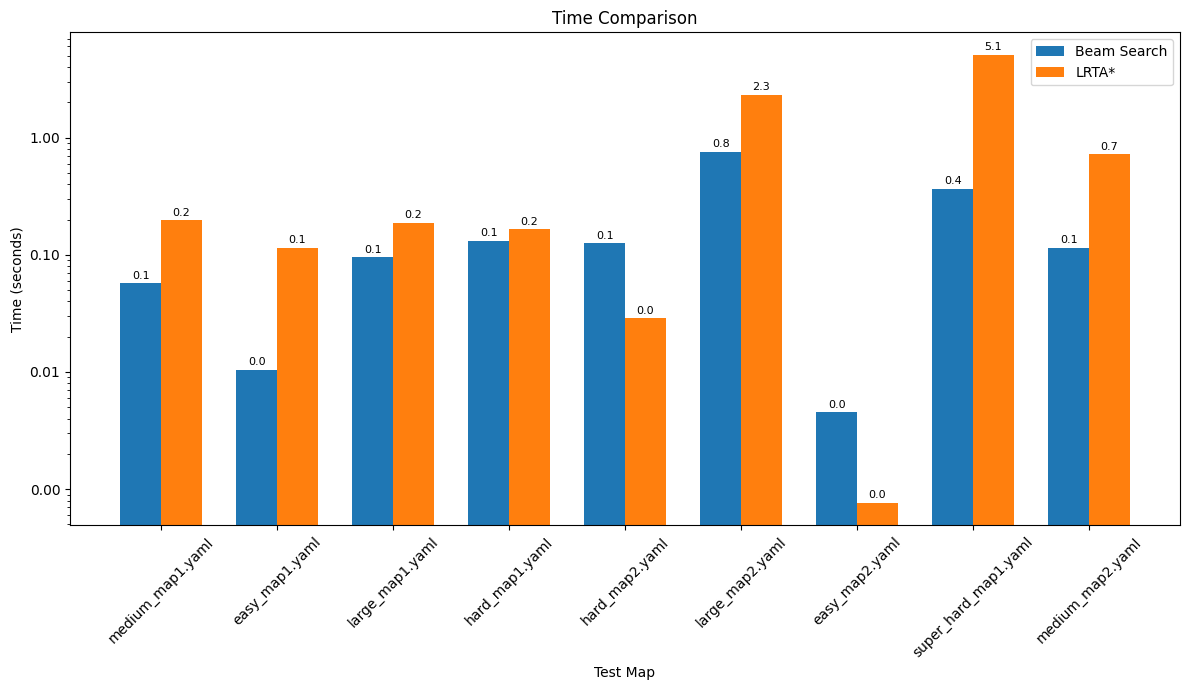 Time Comparison
Beam Search
LRTA*
Time (seconds)
1.00
0.10
0.01
0.00
0.1
0.2
0.0
0.1
0.1
0.2
0.1
0.2
0.1
0.0
0.8
2.3
0.0
0.0
0.4
5.1
0.1
0.7
medium_map1.yaml
easy_map1.yaml
large_map1.yaml
hard_map1.yaml
hard_map2.yaml
large_map2.yaml
easy_map2.yaml
super_hard_map1.yaml
medium_map2.yaml
Test Map